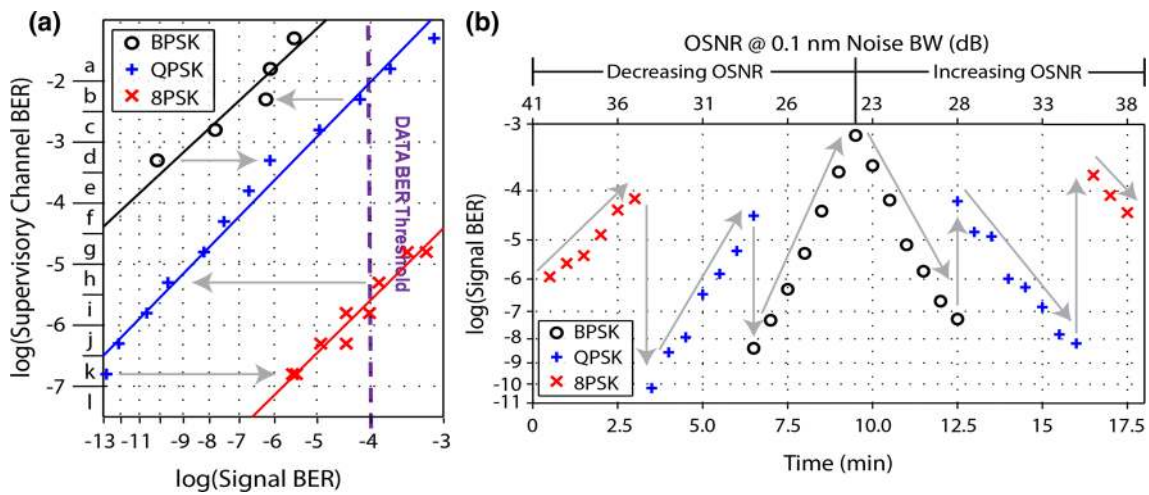 (a)
BPSK
QPSK
8PSK
log(Supervisory Channel BER)
-2
-3
-4
-5
-6
-7
a
b
c
d
e
f
g
h
i
j
k
l
DATA BER Threshold
-13 -11 -9 -7 -6 -5 -4 -3
log(Signal BER)
(b)
OSNR @ 0.1 nm Noise BW (dB)
Decreasing OSNR Increasing OSNR
41 35 29 26 23 28 33 38
log(Signal BER)
-3
-4
-5
-6
-7
-8
-9
-10
-11
BPSK
QPSK
8PSK
0.0 2.5 5.0 7.5 10.0 12.5 15.0 17.5
Time (min)